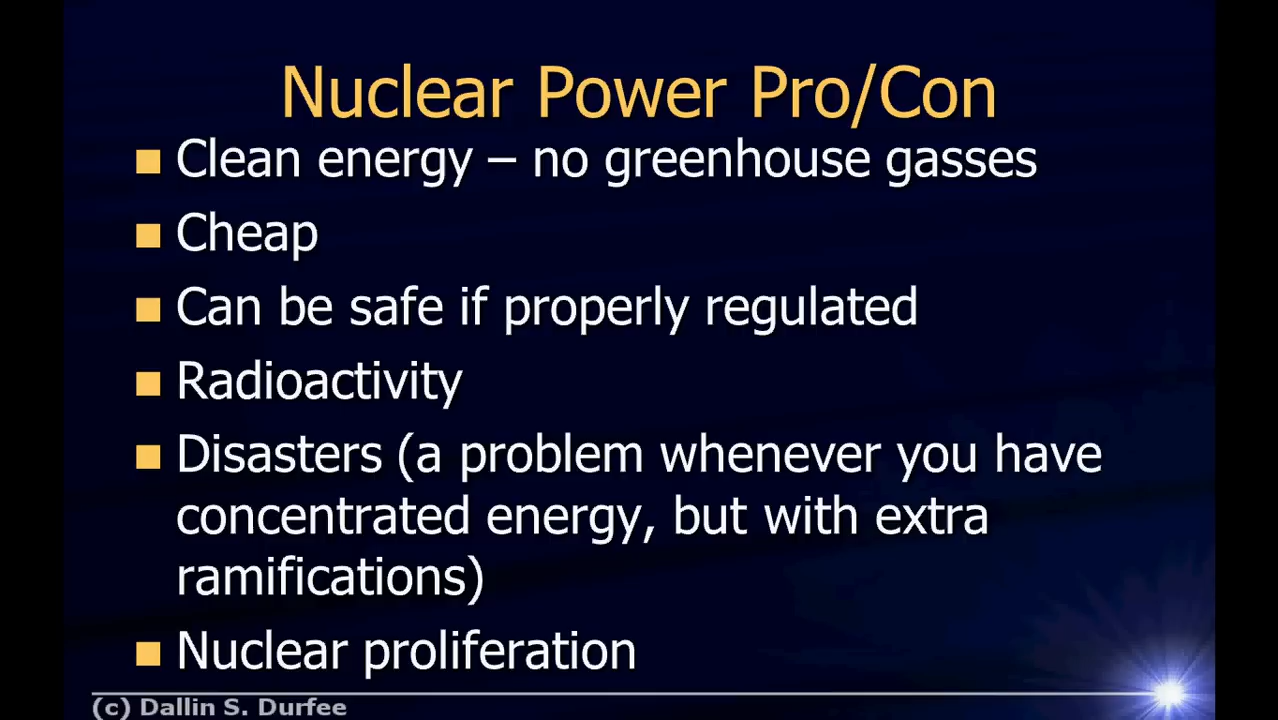 Nuclear Power Pro/Con
Clean energy – no greenhouse gasses
Cheap
Can be safe if properly regulated
Radioactivity
Disasters (a problem whenever you have
concentrated energy, but with extra
ramifications)
Nuclear proliferation
(c) Dallin S. Durfee